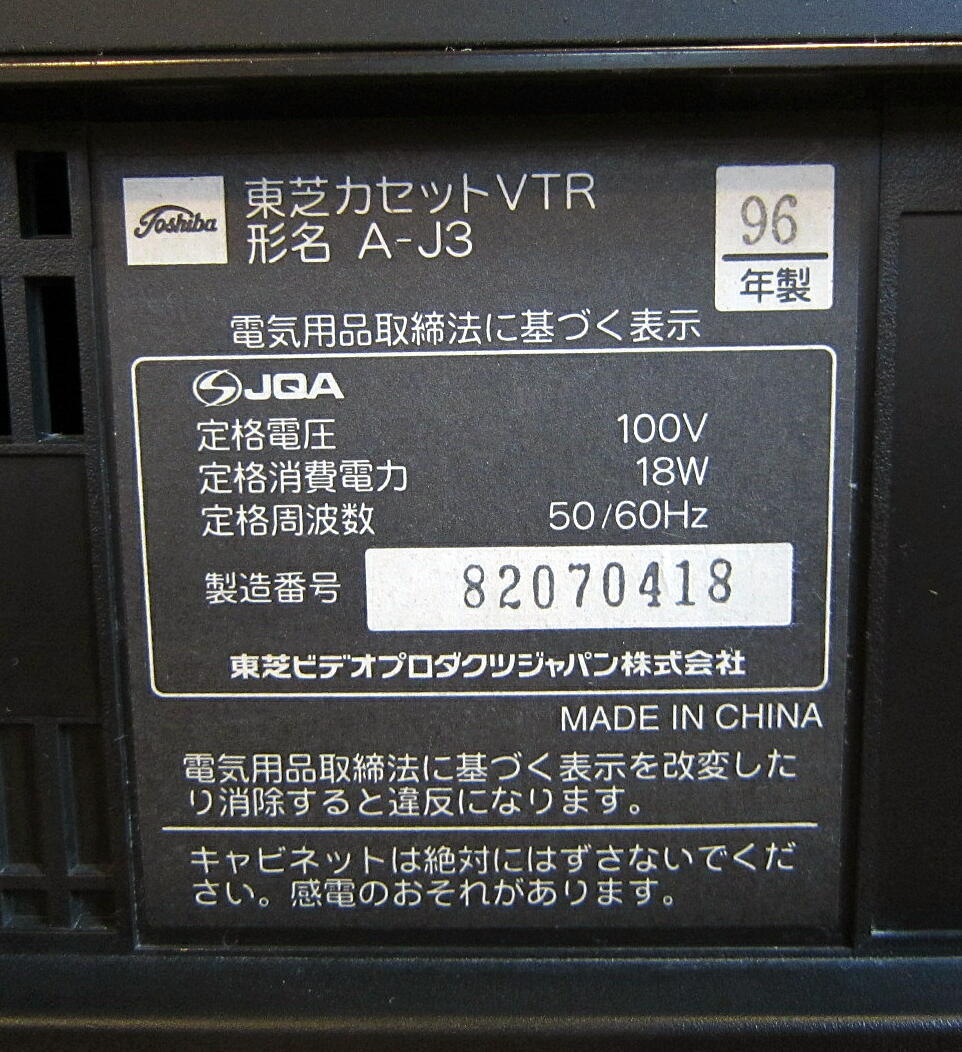 Toshiba
東芝カセットVTR
形名 A-J3
96
年製
電気用品取締法に基づく表示
JQA
定格電圧 100V
定格消費電力 18W
定格周波数 50/60Hz
製造番号 82070418
東芝ビデオプロダクツジャパン株式会社
MADE IN CHINA
電気用品取締法に基づく表示を改変した
り消除すると違反になります。
キャビネットは絶対にはずさないでくだ
さい。感電のおそれがあります。